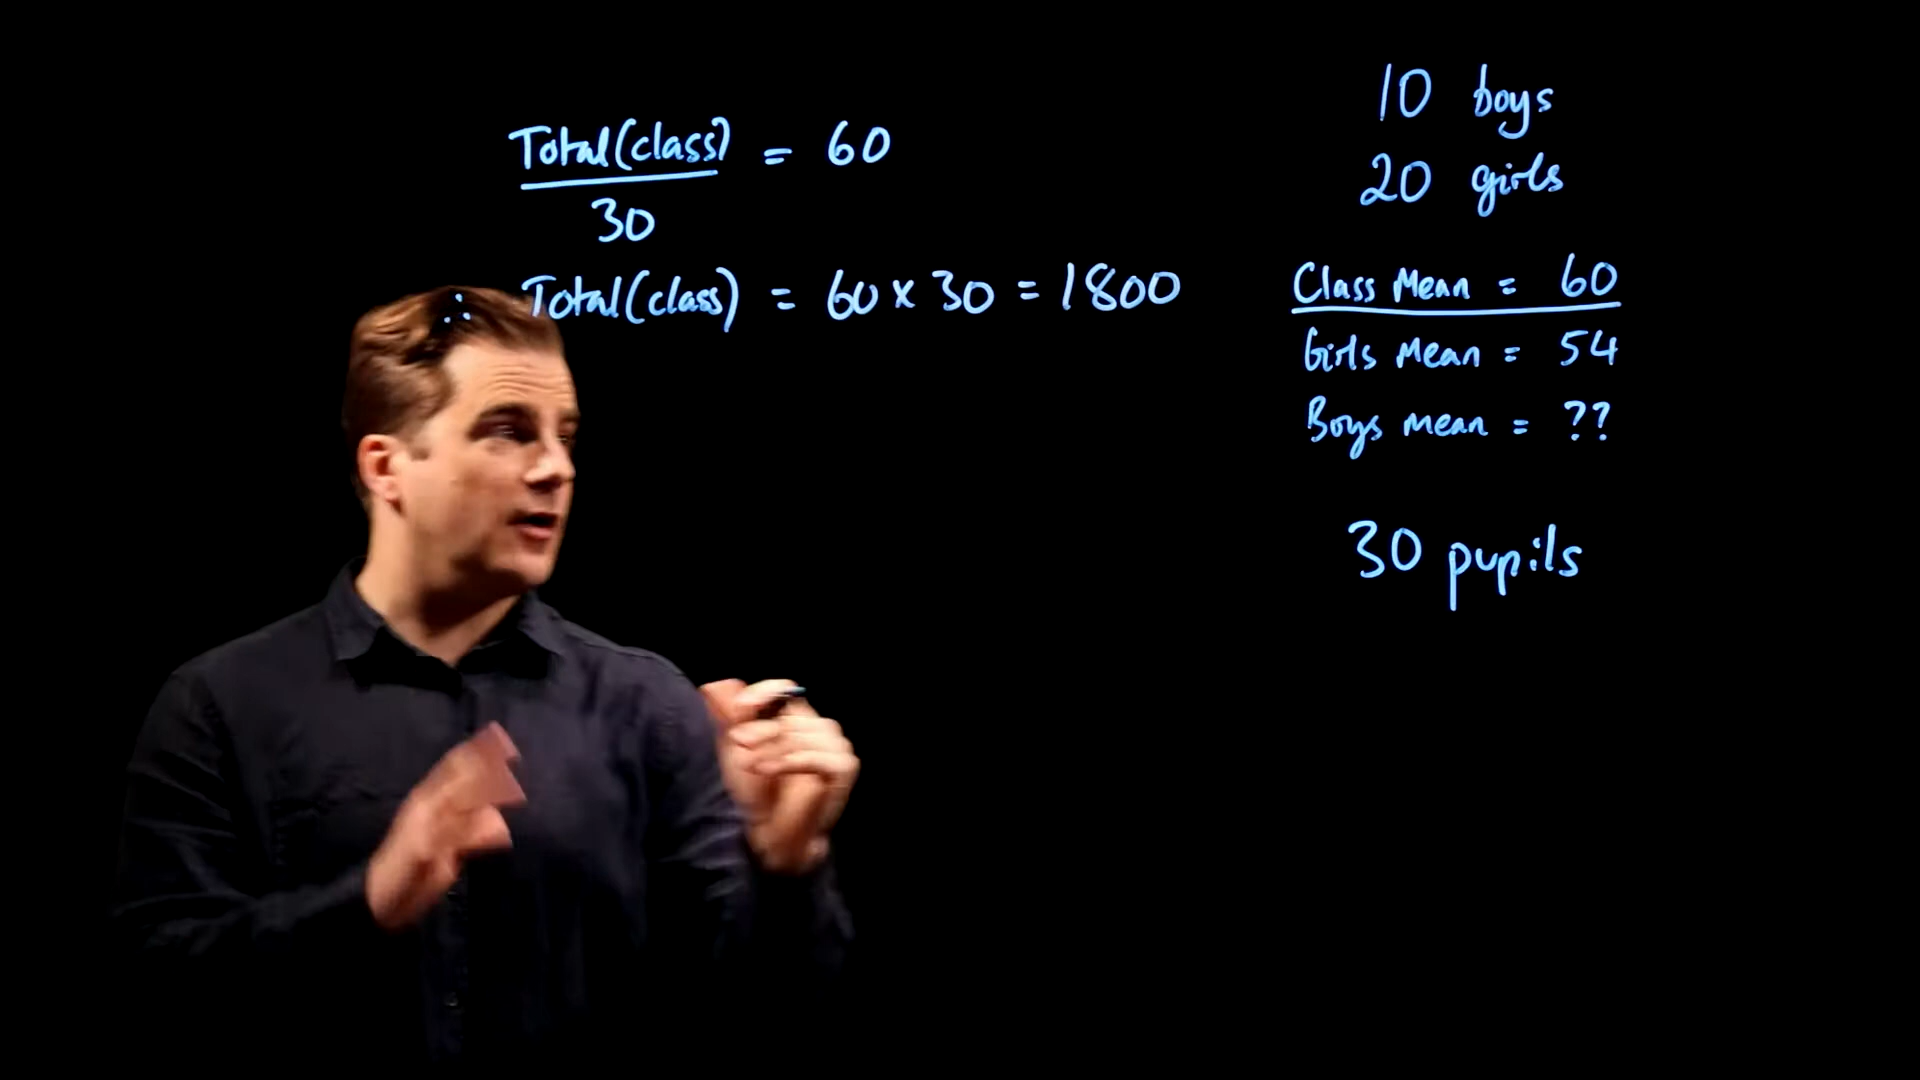 Total(class) = 60
30
∴ Total(class) = 60 x 30 = 1800
10 boys
20 girls
Class Mean = 60
Girls Mean = 54
Boys mean = ??
30 pupils